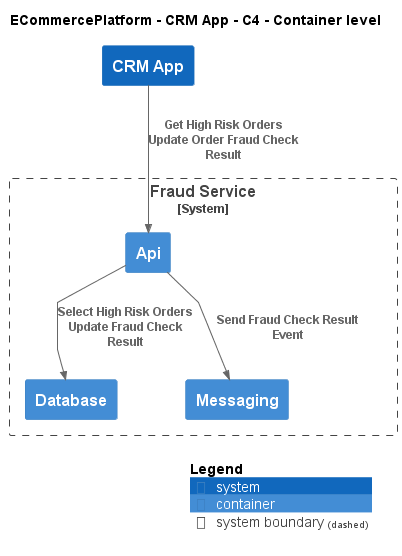 ECommercePlatform - CRM App - C4 - Container level
CRM App
Get High Risk Orders
Update Order Fraud Check
Result
Fraud Service
[System]
Api
Select High Risk Orders
Update Fraud Check
Result
Send Fraud Check Result
Event
Database
Messaging
Legend
system
container
system boundary (dashed)